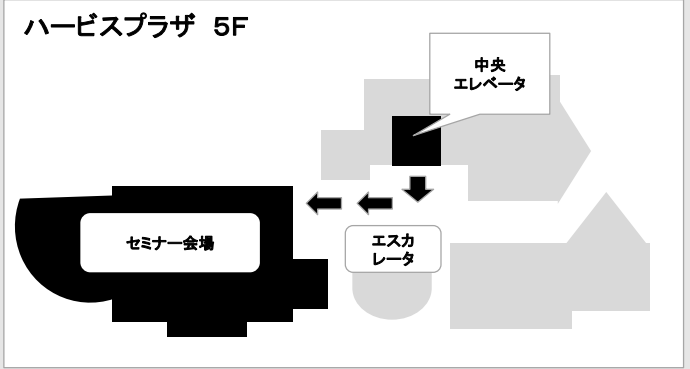 ハービスプラザ 5F
中央
エレベータ
セミナー会場
エスカ
レータ